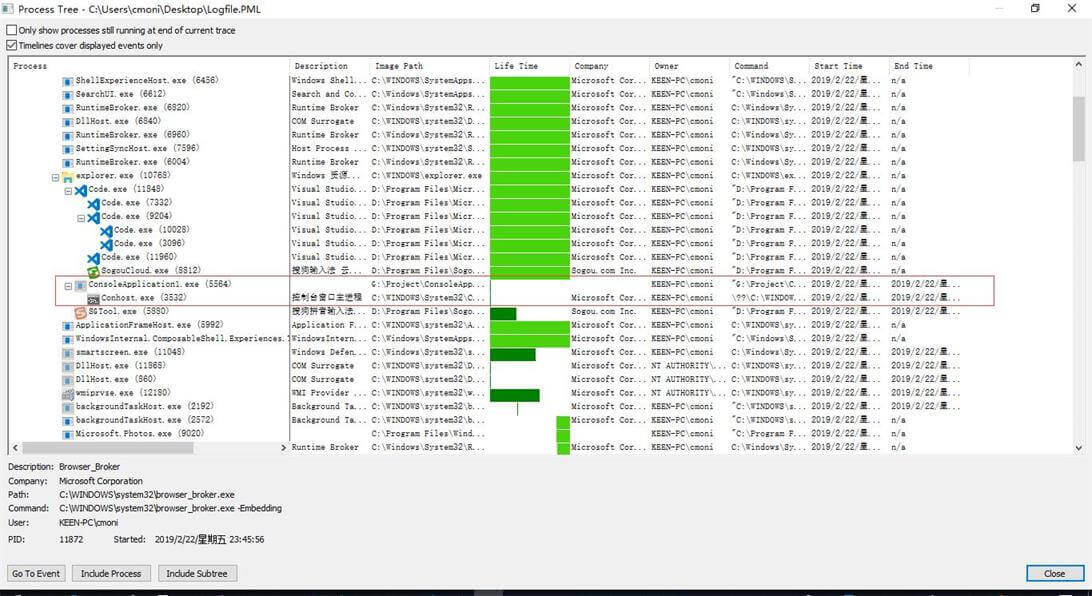 Process Tree - C:\Users\cmoni\Desktop\Logfile.PML
Only show processes still running at end of current trace
Timelines cover displayed events only
Process Description Image Path Life Time Company Owner Command Start Time End Time
ShellExperienceHost.exe (6456) Windows Shell... C:\WINDOWS\SystemApps... Microsoft Cor... KEEN-PC\cmoni "C:\WINDOWS\S... 2019/2/22/星... n/a
SearchUI.exe (6612) Search and Co... C:\WINDOWS\SystemApps... Microsoft Cor... KEEN-PC\cmoni "C:\Windows\S... 2019/2/22/星... n/a
RuntimeBroker.exe (6920) Runtime Broker C:\Windows\System32\R... Microsoft Cor... KEEN-PC\cmoni C:\Windows\Sy... 2019/2/22/星... n/a
DllHost.exe (6840) COM Surrogate C:\WINDOWS\system32\D... Microsoft Cor... KEEN-PC\cmoni C:\WINDOWS\sy... 2019/2/22/星... n/a
RuntimeBroker.exe (6960) Runtime Broker C:\Windows\System32\R... Microsoft Cor... KEEN-PC\cmoni C:\Windows\Sy... 2019/2/22/星... n/a
SettingSyncHost.exe (7596) Host Process ... C:\Windows\system32\S... Microsoft Cor... KEEN-PC\cmoni C:\WINDOWS\sy... 2019/2/22/星... n/a
RuntimeBroker.exe (6004) Runtime Broker C:\Windows\System32\R... Microsoft Cor... KEEN-PC\cmoni C:\Windows\Sy... 2019/2/22/星... n/a
explorer.exe (10768) Windows 资源... C:\WINDOWS\explorer.exe Microsoft Cor... KEEN-PC\cmoni C:\WINDOWS\ex... 2019/2/22/星... n/a
Code.exe (11848) Visual Studio... D:\Program Files\Micr... Microsoft Cor... KEEN-PC\cmoni "D:\Program F... 2019/2/22/星... n/a
Code.exe (7332) Visual Studio... D:\Program Files\Micr... Microsoft Cor... KEEN-PC\cmoni "D:\Program F... 2019/2/22/星... n/a
Code.exe (9204) Visual Studio... D:\Program Files\Micr... Microsoft Cor... KEEN-PC\cmoni "D:\Program F... 2019/2/22/星... n/a
Code.exe (10028) Visual Studio... D:\Program Files\Micr... Microsoft Cor... KEEN-PC\cmoni "D:\Program F... 2019/2/22/星... n/a
Code.exe (3096) Visual Studio... D:\Program Files\Micr... Microsoft Cor... KEEN-PC\cmoni "D:\Program F... 2019/2/22/星... n/a
Code.exe (11960) Visual Studio... D:\Program Files\Micr... Microsoft Cor... KEEN-PC\cmoni "D:\Program F... 2019/2/22/星... n/a
SogouCloud.exe (8812) 搜狗输入法 云... D:\Program Files\Sogo... Sogou.com Inc. KEEN-PC\cmoni "D:\Program F... 2019/2/22/星... n/a
ConsoleApplication1.exe (5564) G:\Project\ConsoleApp... KEEN-PC\cmoni "G:\Project\C... 2019/2/22/星... 2019/2/22/星...
Conhost.exe (3532) 控制台窗口主进程 C:\WINDOWS\System32\C... Microsoft Cor... KEEN-PC\cmoni \??\C:\WINDOW... 2019/2/22/星... 2019/2/22/星...
SGTool.exe (5880) 搜狗拼音输入法... D:\Program Files\Sogo... Sogou.com Inc. KEEN-PC\cmoni "D:\Program F... 2019/2/22/星... 2019/2/22/星...
ApplicationFrameHost.exe (5992) Application F... C:\WINDOWS\system32\A... Microsoft Cor... KEEN-PC\cmoni C:\WINDOWS\sy... 2019/2/22/星... n/a
WindowsInternal.ComposableShell.Experiences. WindowsIntern... C:\WINDOWS\SystemApps... Microsoft Cor... KEEN-PC\cmoni "C:\WINDOWS\S... 2019/2/22/星... n/a
smartscreen.exe (11048) Windows Defen... C:\Windows\System32\s... Microsoft Cor... KEEN-PC\cmoni C:\Windows\Sy... 2019/2/22/星... 2019/2/22/星...
DllHost.exe (11868) COM Surrogate C:\WINDOWS\system32\D... Microsoft Cor... NT AUTHORITY\... C:\WINDOWS\sy... 2019/2/22/星... 2019/2/22/星...
DllHost.exe (860) COM Surrogate C:\WINDOWS\system32\D... Microsoft Cor... NT AUTHORITY\... C:\WINDOWS\sy... 2019/2/22/星... 2019/2/22/星...
wmiprvse.exe (12180) WMI Provider ... C:\WINDOWS\system32\w... Microsoft Cor... NT AUTHORITY\... C:\WINDOWS\sy... 2019/2/22/星... 2019/2/22/星...
backgroundTaskHost.exe (2192) Background Ta... C:\WINDOWS\system32\b... Microsoft Cor... KEEN-PC\cmoni "C:\WINDOWS\s... 2019/2/22/星... 2019/2/22/星...
backgroundTaskHost.exe (2572) Background Ta... C:\WINDOWS\system32\b... Microsoft Cor... KEEN-PC\cmoni "C:\WINDOWS\s... 2019/2/22/星... n/a
Microsoft.Photos.exe (9020) C:\Program Files\Wind... Microsoft Cor... KEEN-PC\cmoni "C:\Program F... 2019/2/22/星... n/a
Runtime Broker C:\Windows\System32\R... Microsoft Cor... KEEN-PC\cmoni C:\Windows\Sy... 2019/2/22/星... n/a
Description: Browser_Broker
Company: Microsoft Corporation
Path: C:\WINDOWS\system32\browser_broker.exe
Command: C:\WINDOWS\system32\browser_broker.exe -Embedding
User: KEEN-PC\cmoni
PID: 11872 Started: 2019/2/22/星期五 23:45:56
Go To Event Include Process Include Subtree Close